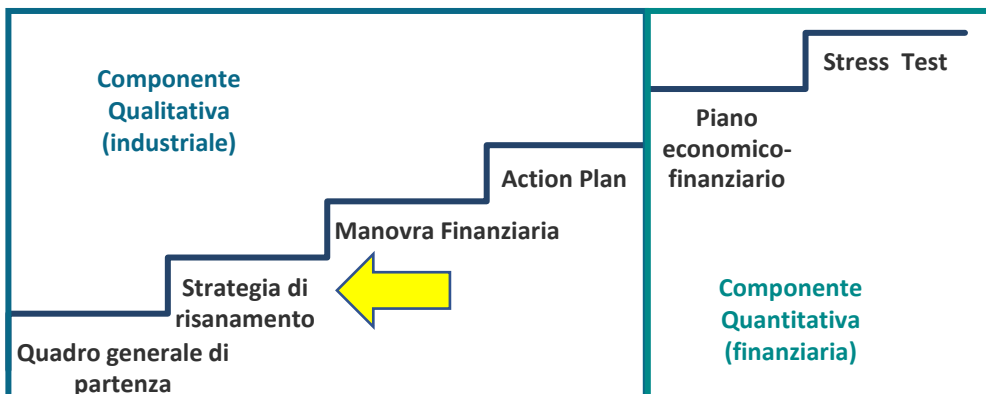 Componente
Qualitativa
(industriale)
Quadro generale di
partenza
Strategia di
risanamento
Manovra Finanziaria
Action Plan
Piano
economico-
finanziario
Stress Test
Componente
Quantitativa
(finanziaria)